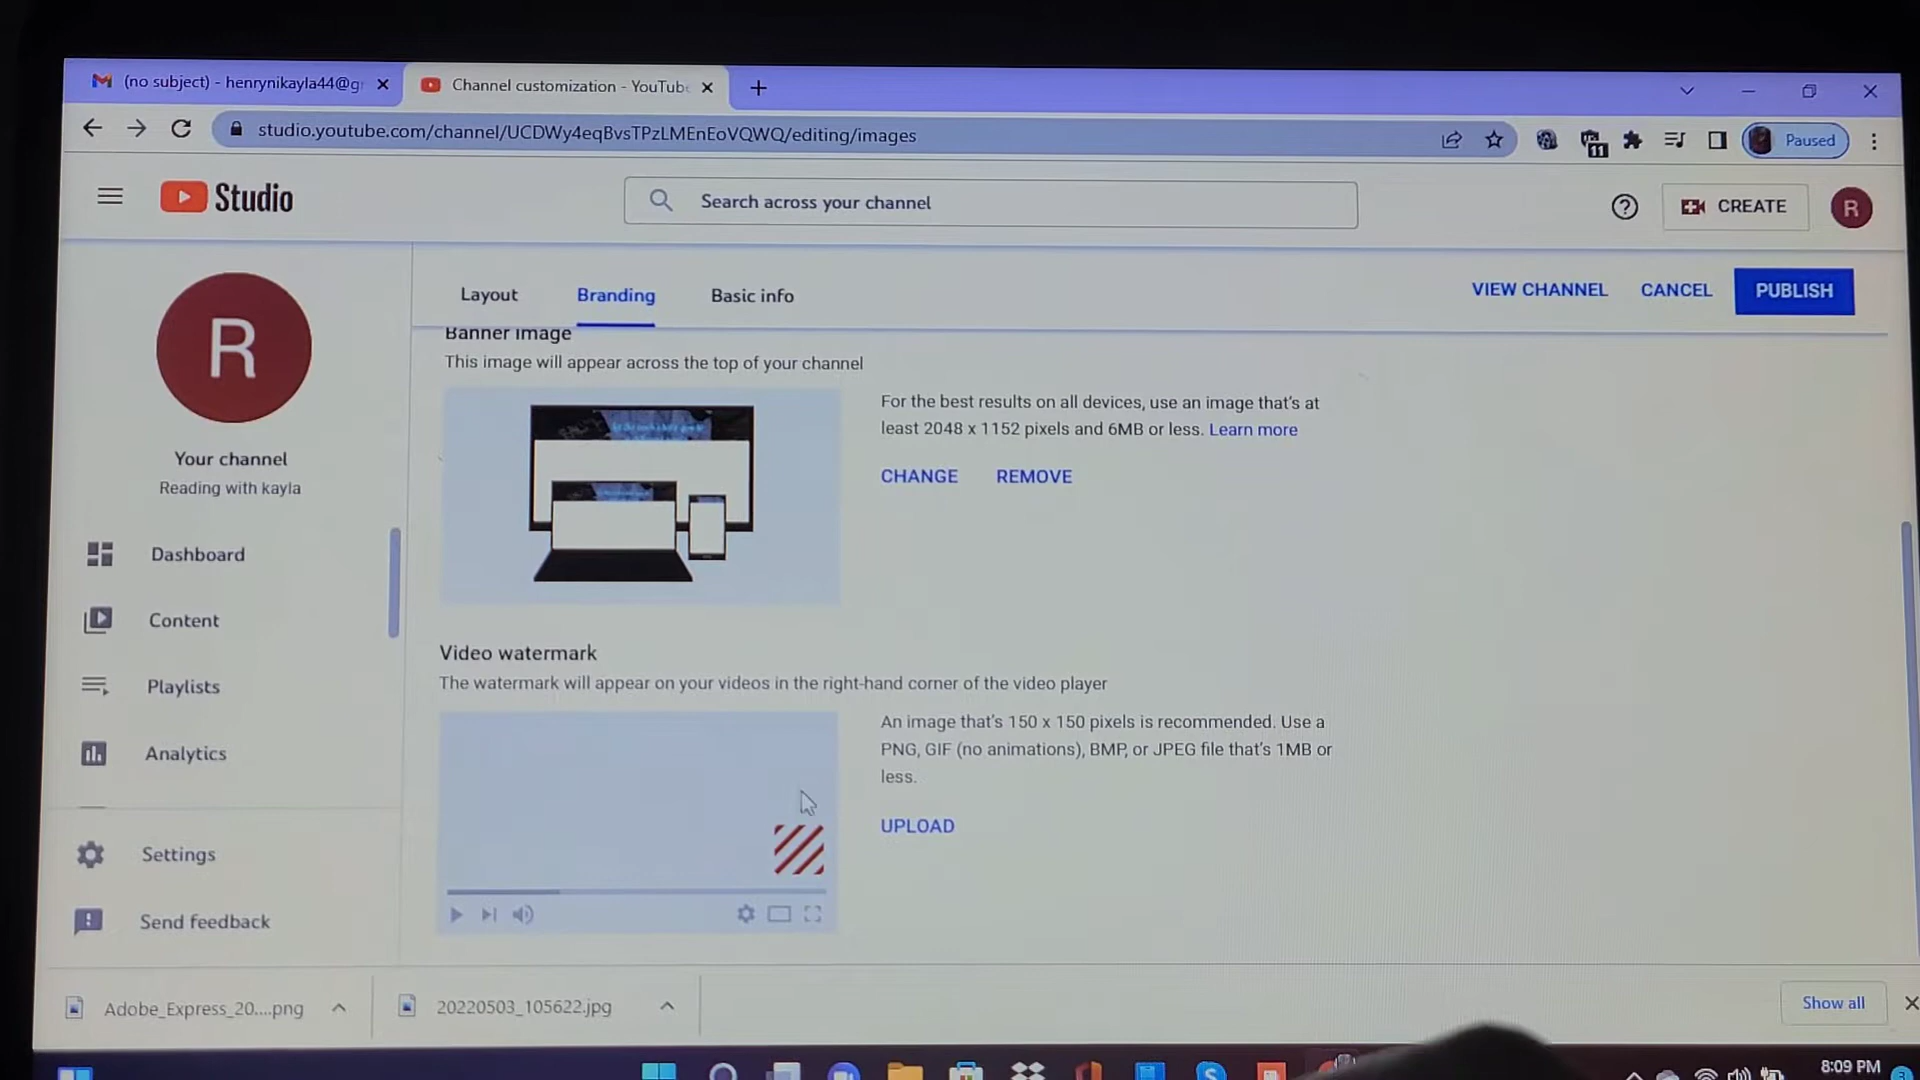 (no subject) - henrynikayla44@g
Channel customization - YouTub
studio.youtube.com/channel/UCDWy4eqBvsTPzLMEnEoVQWQ/editing/images
11
Paused
Studio
Search across your channel
CREATE
R
R
Your channel
Reading with kayla
Dashboard
Content
Playlists
Analytics
Settings
Send feedback
Layout
Branding
Basic info
VIEW CHANNEL
CANCEL
PUBLISH
Banner image
This image will appear across the top of your channel
For the best results on all devices, use an image that's at
least 2048 x 1152 pixels and 6MB or less. Learn more
CHANGE
REMOVE
Video watermark
The watermark will appear on your videos in the right-hand corner of the video player
An image that's 150 x 150 pixels is recommended. Use a
PNG, GIF (no animations), BMP, or JPEG file that's 1MB or
less.
UPLOAD
Adobe_Express_20....png
20220503_105622.jpg
Show all
8:09 PM